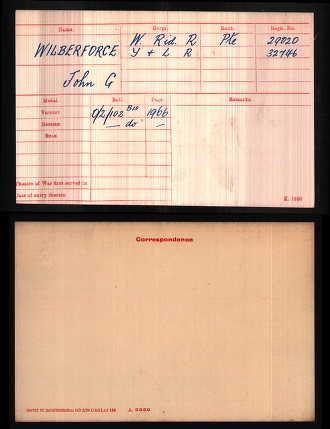 Name. Corps. Rank. Regtl. No.
WILBERFORCE W. Rid. R Pte 29820
Y + L R 32746
John G
Medal. Roll. Page. Remarks.
Victory O/2/102 B20 1966
British — do — —
Star
Theatre of War first served in
Date of entry therein
K. 1380
Correspondence